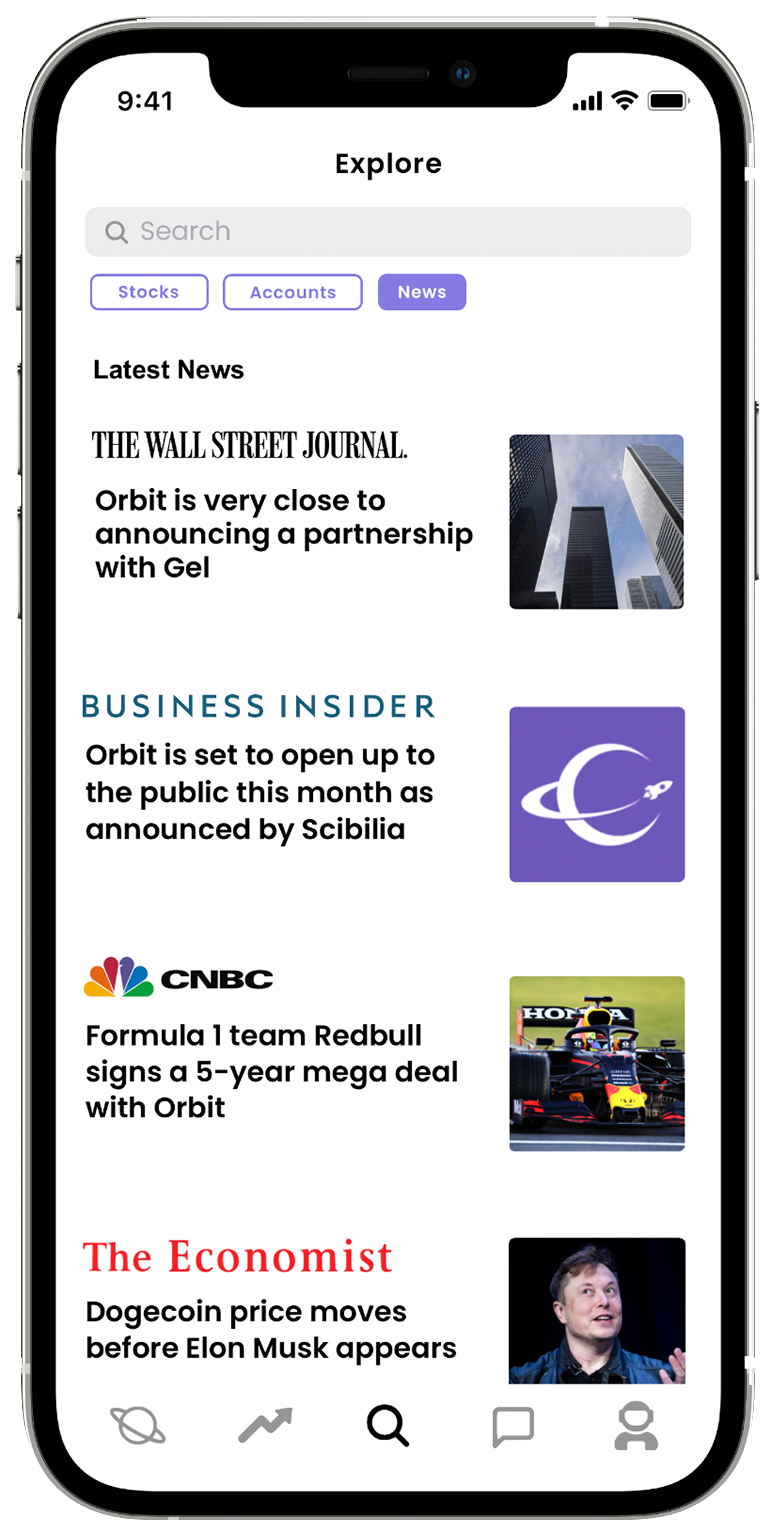 9:41
Explore
Search
Stocks Accounts News
Latest News
THE WALL STREET JOURNAL.
Orbit is very close to
announcing a partnership
with Gel
BUSINESS INSIDER
Orbit is set to open up to
the public this month as
announced by Scibilia
CNBC
HONDA
Formula 1 team Redbull
signs a 5-year mega deal
with Orbit
The Economist
Dogecoin price moves
before Elon Musk appears